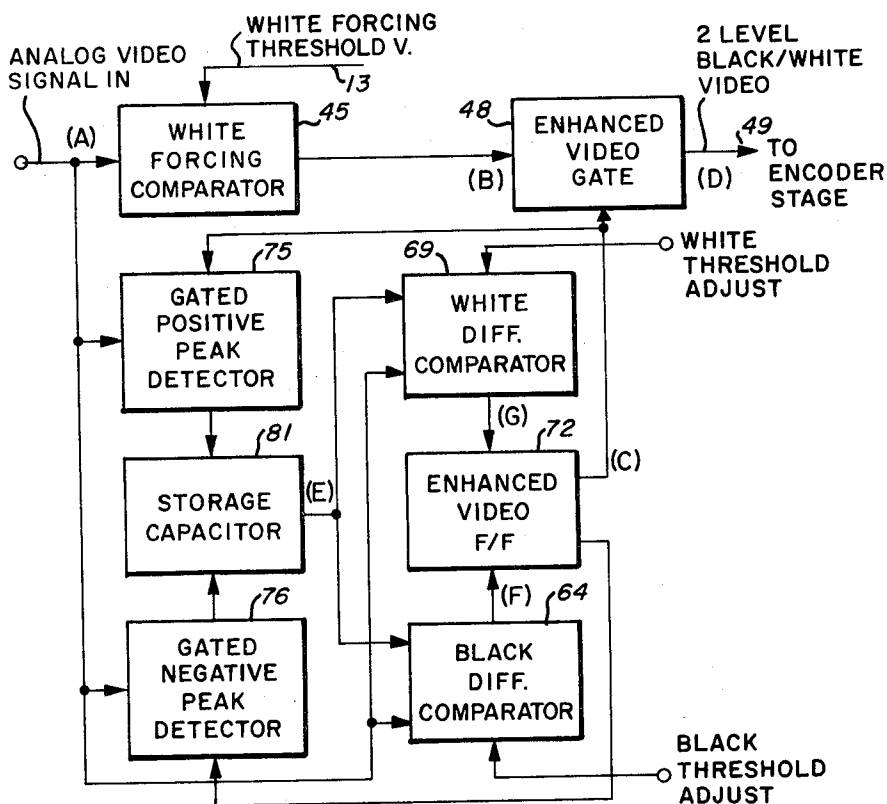 WHITE FORCING
THRESHOLD V.
13
ANALOG VIDEO
SIGNAL IN
(A)
45
WHITE
FORCING
COMPARATOR
(B)
48
ENHANCED
VIDEO
GATE
2 LEVEL
BLACK/WHITE
VIDEO
(D)
49
TO
ENCODER
STAGE
75
GATED
POSITIVE
PEAK
DETECTOR
69
WHITE
DIFF.
COMPARATOR
WHITE
THRESHOLD
ADJUST
(G)
81
STORAGE
CAPACITOR
(E)
72
ENHANCED
VIDEO
F/F
(C)
76
GATED
NEGATIVE
PEAK
DETECTOR
(F)
64
BLACK
DIFF.
COMPARATOR
BLACK
THRESHOLD
ADJUST